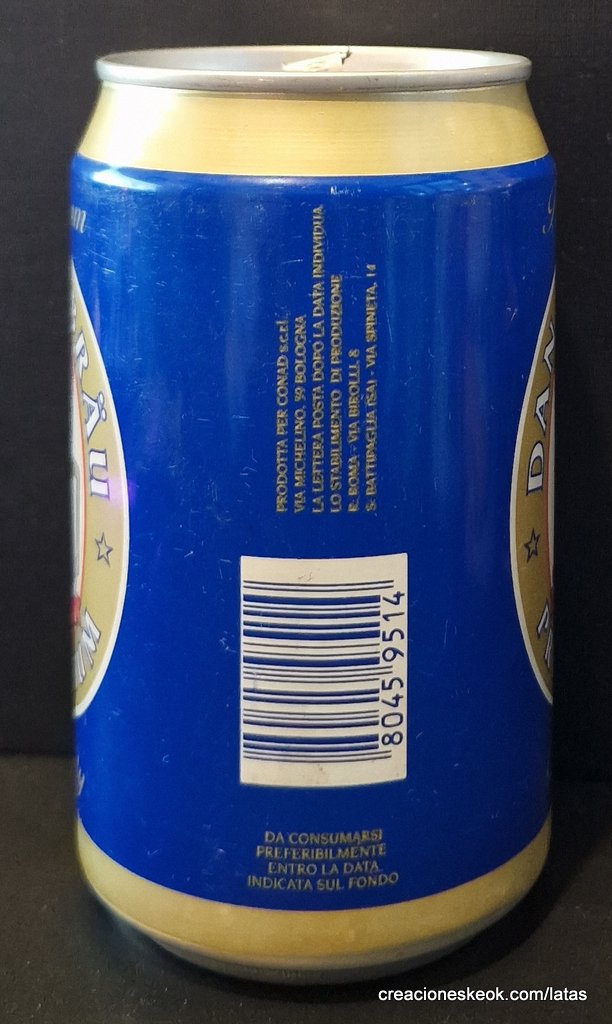 PRODOTTA PER CONAD s.c.r.l
VIA MICHELINO, 59 BOLOGNA
LA LETTERA POSTA DOPO LA DATA INDIVIDUA
LO STABILIMENTO DI PRODUZIONE
R: ROMA - VIA BIROLLI, 8
S: BATTIPAGLIA (SA) - VIA SPINETA, 14
RÄU
DAN
8045 9514
DA CONSUMARSI
PREFERIBILMENTE
ENTRO LA DATA
INDICATA SUL FONDO
creacioneskeok.com/latas